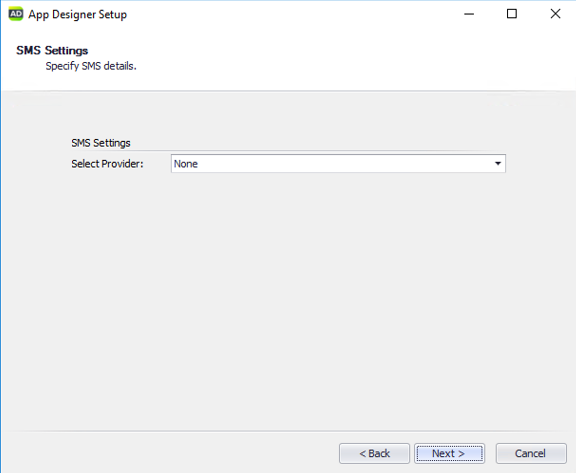 AD App Designer Setup
SMS Settings
Specify SMS details.
SMS Settings
Select Provider: None
< Back Next > Cancel